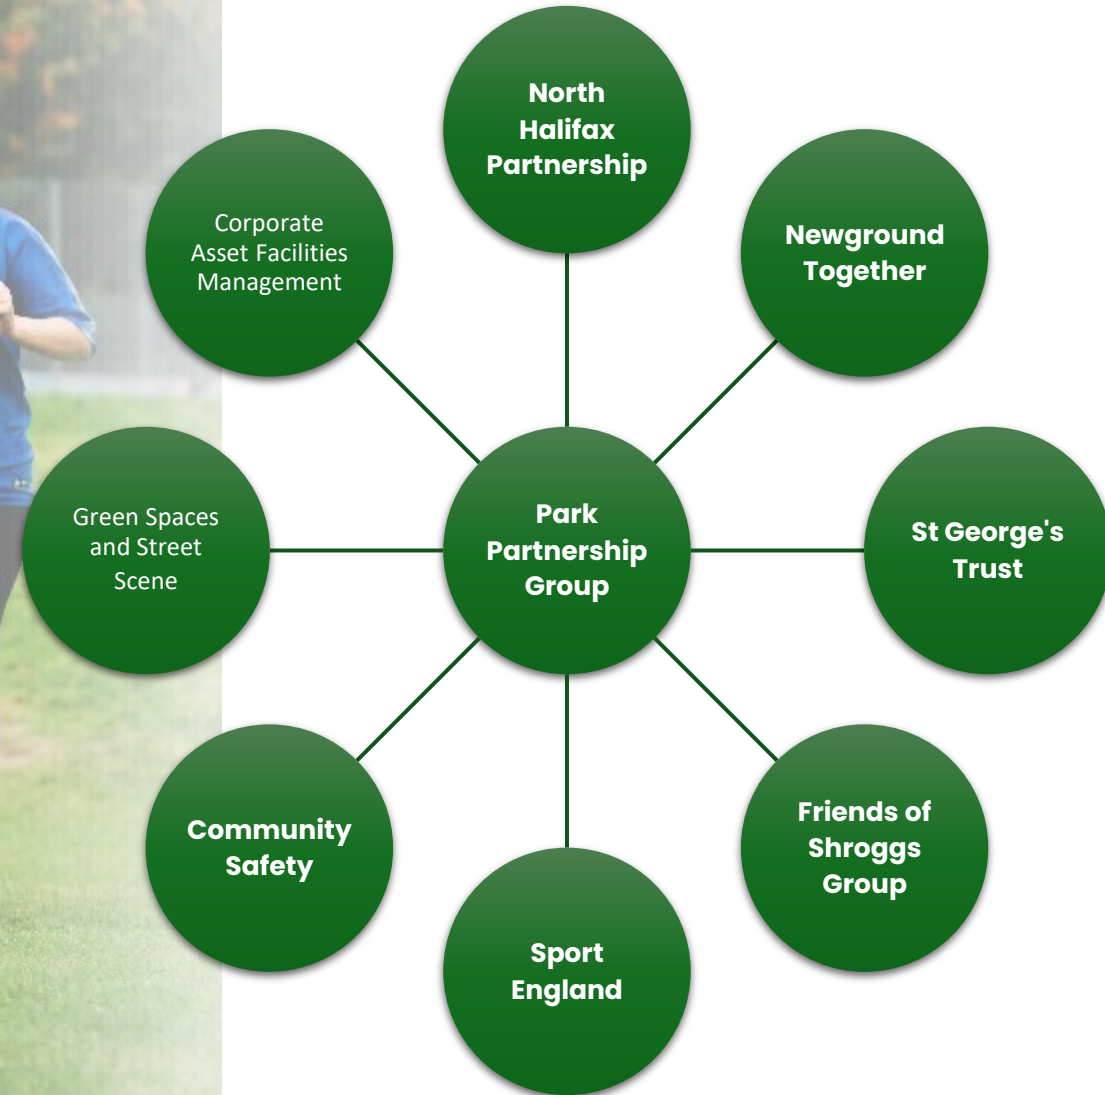 North
Halifax
Partnership
Corporate
Asset Facilities
Management
Newground
Together
Green Spaces
and Street
Scene
Park
Partnership
Group
St George's
Trust
Community
Safety
Friends of
Shroggs
Group
Sport
England